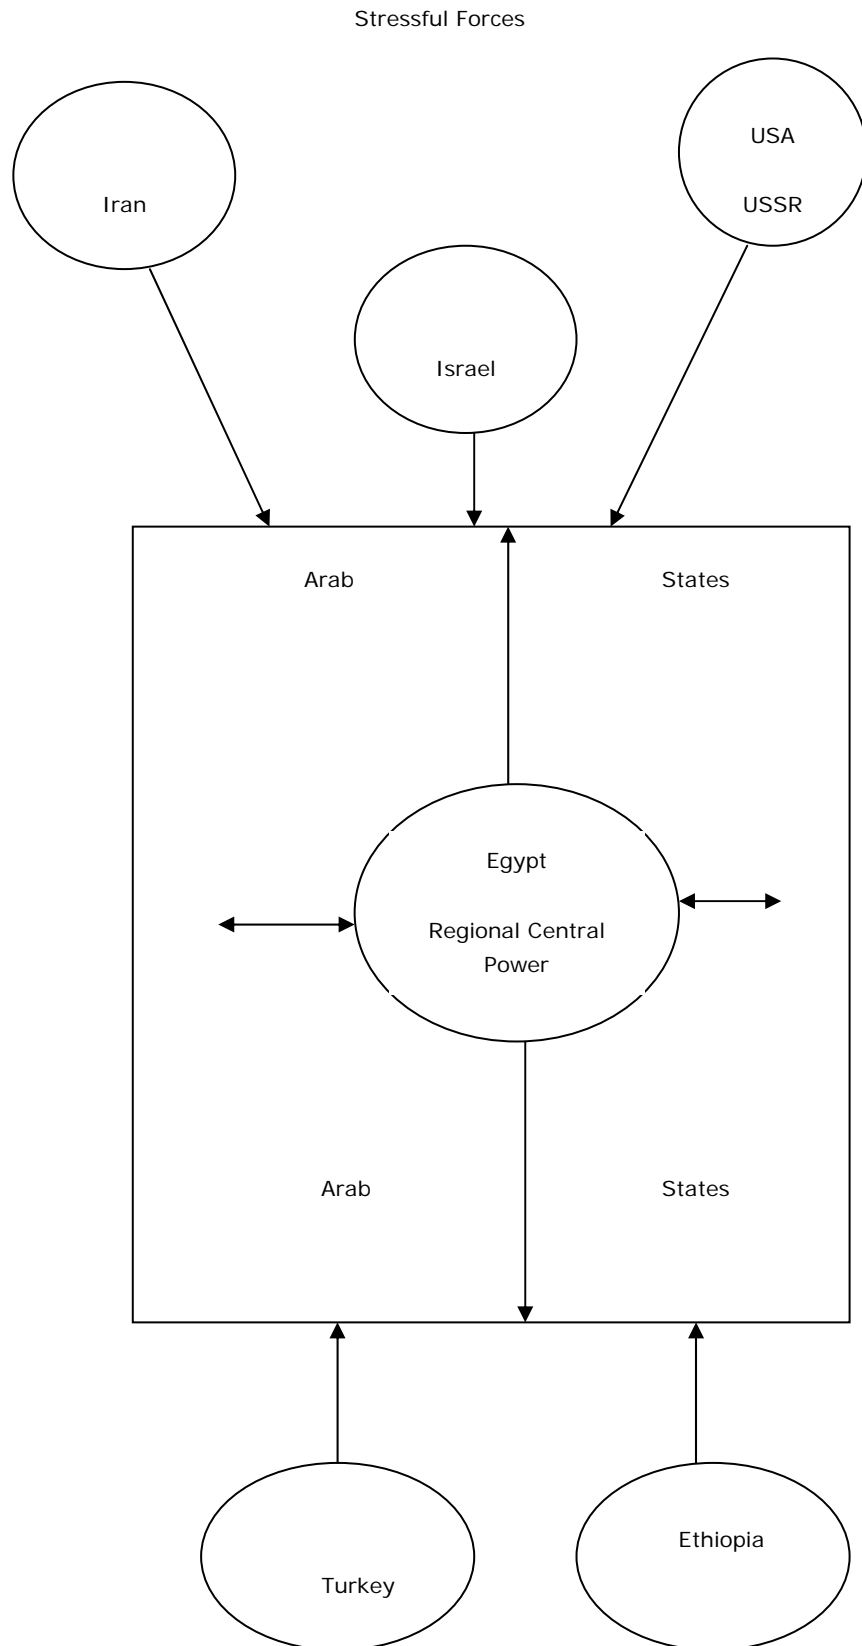 Stressful Forces
USA
Iran
USSR
Israel
Arab States
Egypt
Regional Central
Power
Arab States
Ethiopia
Turkey